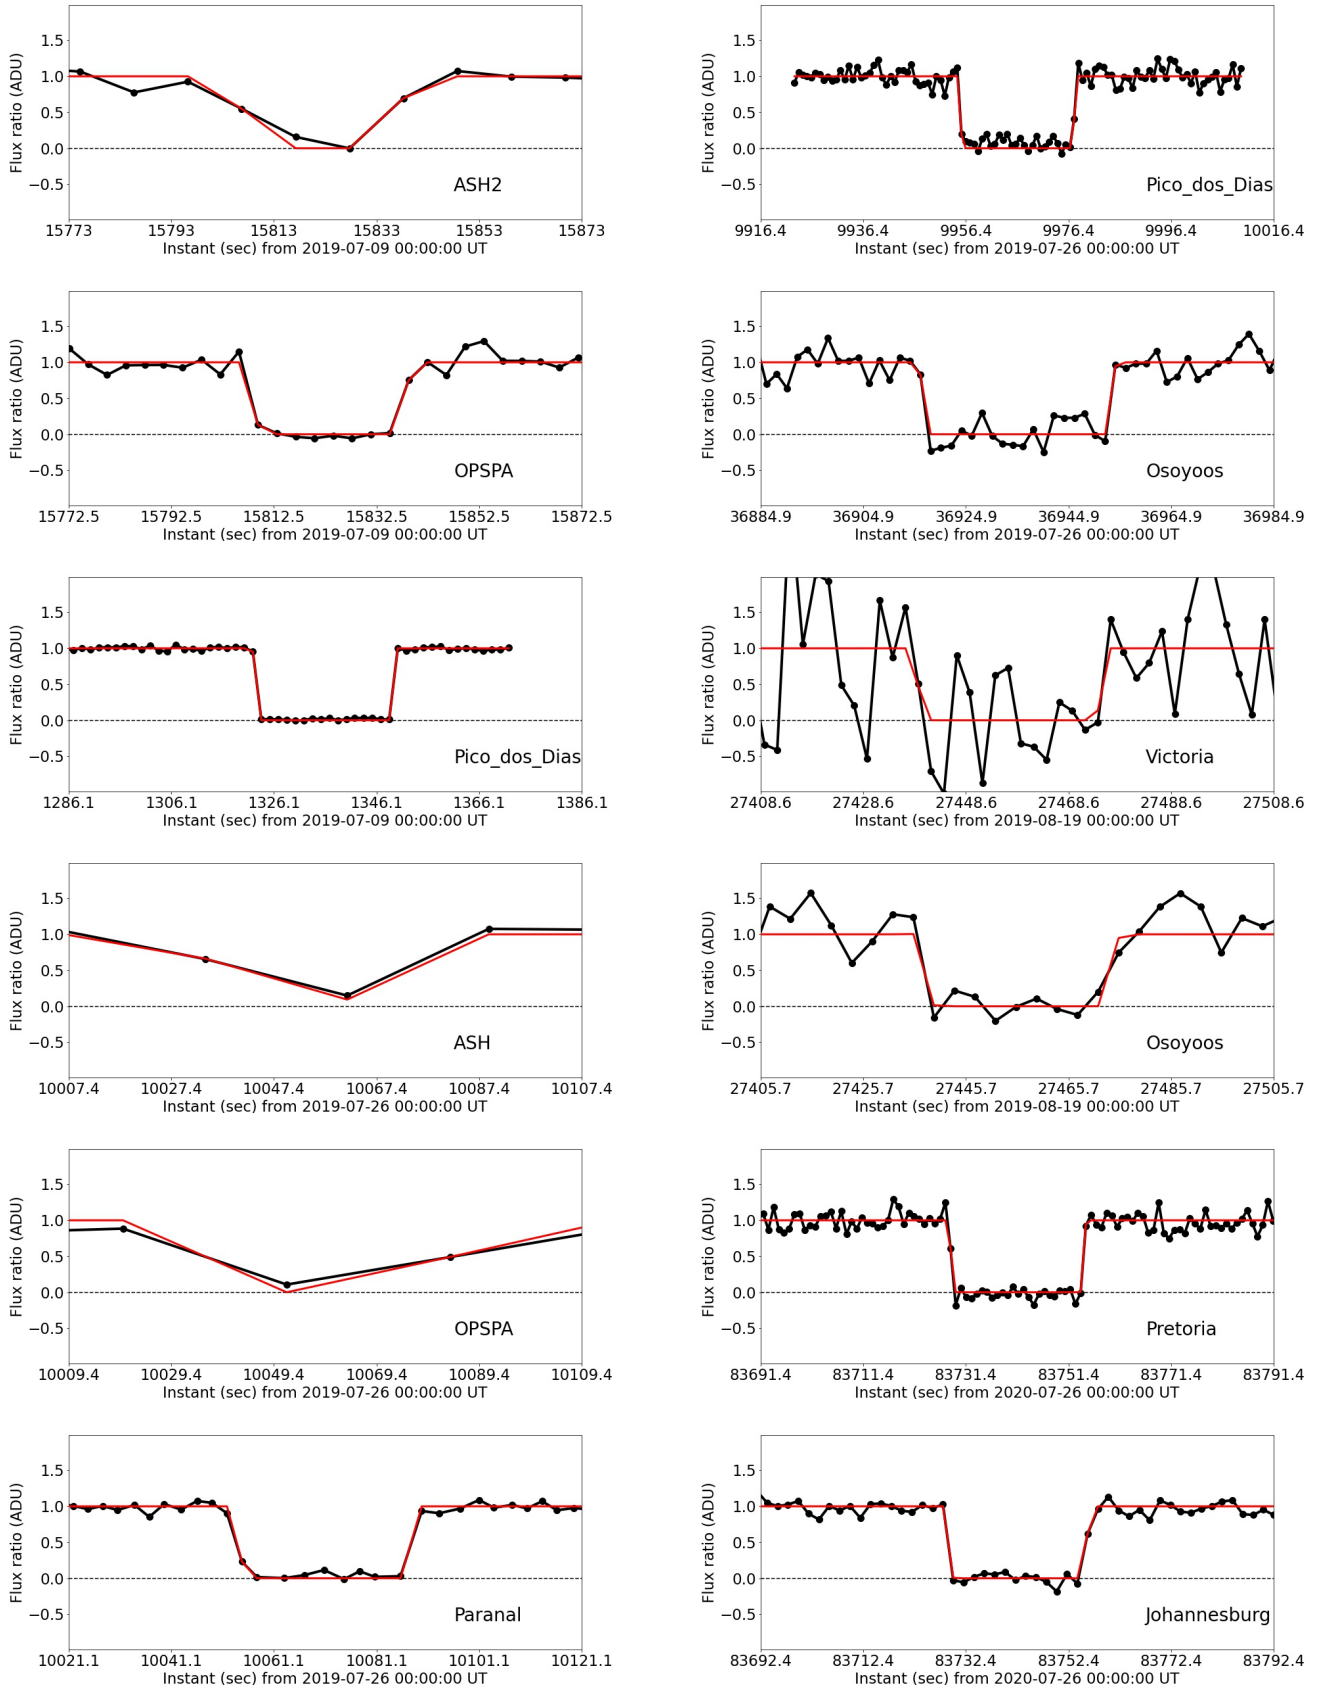 Flux ratio (ADU)
1.5
1.0
0.5
0.0
−0.5
ASH2
15773 15793 15813 15833 15853 15873
Instant (sec) from 2019-07-09 00:00:00 UT
Flux ratio (ADU)
1.5
1.0
0.5
0.0
−0.5
Pico_dos_Dias
9916.4 9936.4 9956.4 9976.4 9996.4 10016.4
Instant (sec) from 2019-07-26 00:00:00 UT
Flux ratio (ADU)
1.5
1.0
0.5
0.0
−0.5
OPSPA
15772.5 15792.5 15812.5 15832.5 15852.5 15872.5
Instant (sec) from 2019-07-09 00:00:00 UT
Flux ratio (ADU)
1.5
1.0
0.5
0.0
−0.5
Osoyoos
36884.9 36904.9 36924.9 36944.9 36964.9 36984.9
Instant (sec) from 2019-07-26 00:00:00 UT
Flux ratio (ADU)
1.5
1.0
0.5
0.0
−0.5
Pico_dos_Dias
1286.1 1306.1 1326.1 1346.1 1366.1 1386.1
Instant (sec) from 2019-07-09 00:00:00 UT
Flux ratio (ADU)
1.5
1.0
0.5
0.0
−0.5
Victoria
27408.6 27428.6 27448.6 27468.6 27488.6 27508.6
Instant (sec) from 2019-08-19 00:00:00 UT
Flux ratio (ADU)
1.5
1.0
0.5
0.0
−0.5
ASH
10007.4 10027.4 10047.4 10067.4 10087.4 10107.4
Instant (sec) from 2019-07-26 00:00:00 UT
Flux ratio (ADU)
1.5
1.0
0.5
0.0
−0.5
Osoyoos
27405.7 27425.7 27445.7 27465.7 27485.7 27505.7
Instant (sec) from 2019-08-19 00:00:00 UT
Flux ratio (ADU)
1.5
1.0
0.5
0.0
−0.5
OPSPA
10009.4 10029.4 10049.4 10069.4 10089.4 10109.4
Instant (sec) from 2019-07-26 00:00:00 UT
Flux ratio (ADU)
1.5
1.0
0.5
0.0
−0.5
Pretoria
83691.4 83711.4 83731.4 83751.4 83771.4 83791.4
Instant (sec) from 2020-07-26 00:00:00 UT
Flux ratio (ADU)
1.5
1.0
0.5
0.0
−0.5
Paranal
10021.1 10041.1 10061.1 10081.1 10101.1 10121.1
Instant (sec) from 2019-07-26 00:00:00 UT
Flux ratio (ADU)
1.5
1.0
0.5
0.0
−0.5
Johannesburg
83692.4 83712.4 83732.4 83752.4 83772.4 83792.4
Instant (sec) from 2020-07-26 00:00:00 UT